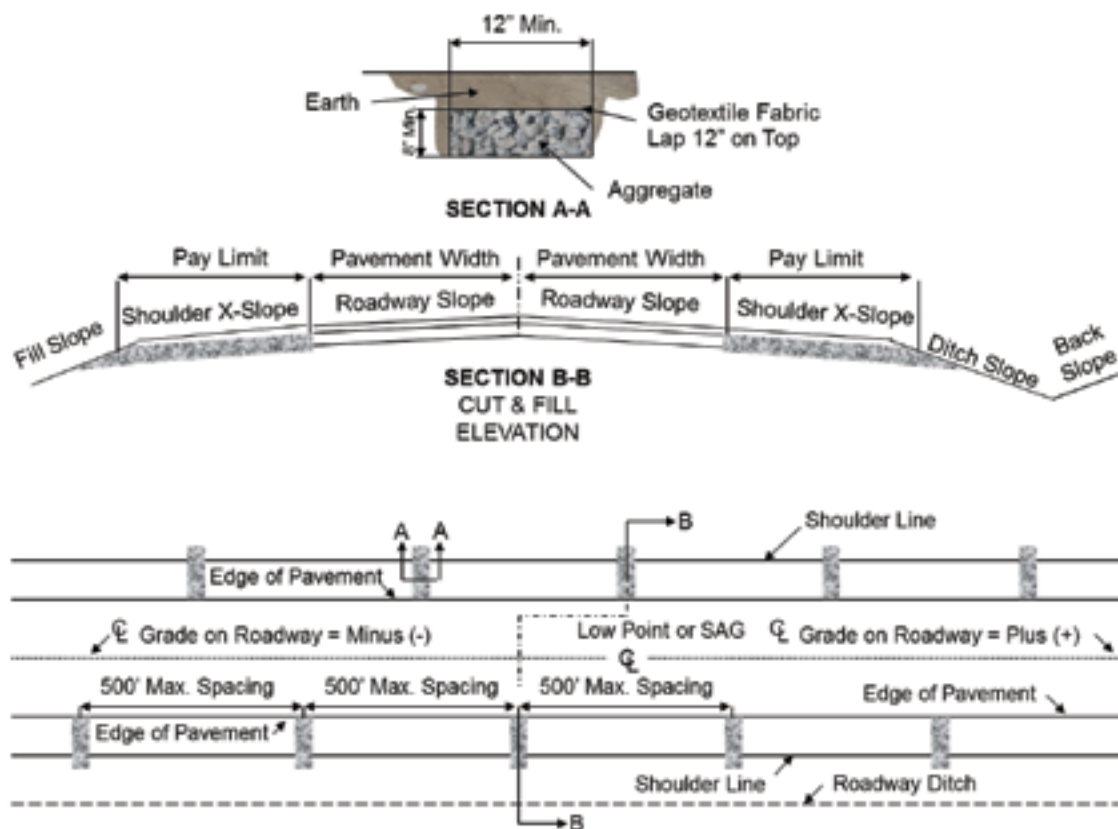 12” Min.
Earth
8” Min.
Geotextile Fabric
Lap 12” on Top
Aggregate
SECTION A-A
Pay Limit
Pavement Width
Pavement Width
Pay Limit
Fill Slope
Shoulder X-Slope
Roadway Slope
Roadway Slope
Shoulder X-Slope
Ditch Slope
Back
Slope
SECTION B-B
CUT & FILL
ELEVATION
A
A
B
Shoulder Line
Edge of Pavement
℄ Grade on Roadway = Minus (-)
Low Point or SAG
℄ Grade on Roadway = Plus (+)
℄
500' Max. Spacing
500' Max. Spacing
500' Max. Spacing
Edge of Pavement
Edge of Pavement
Shoulder Line
Roadway Ditch
B